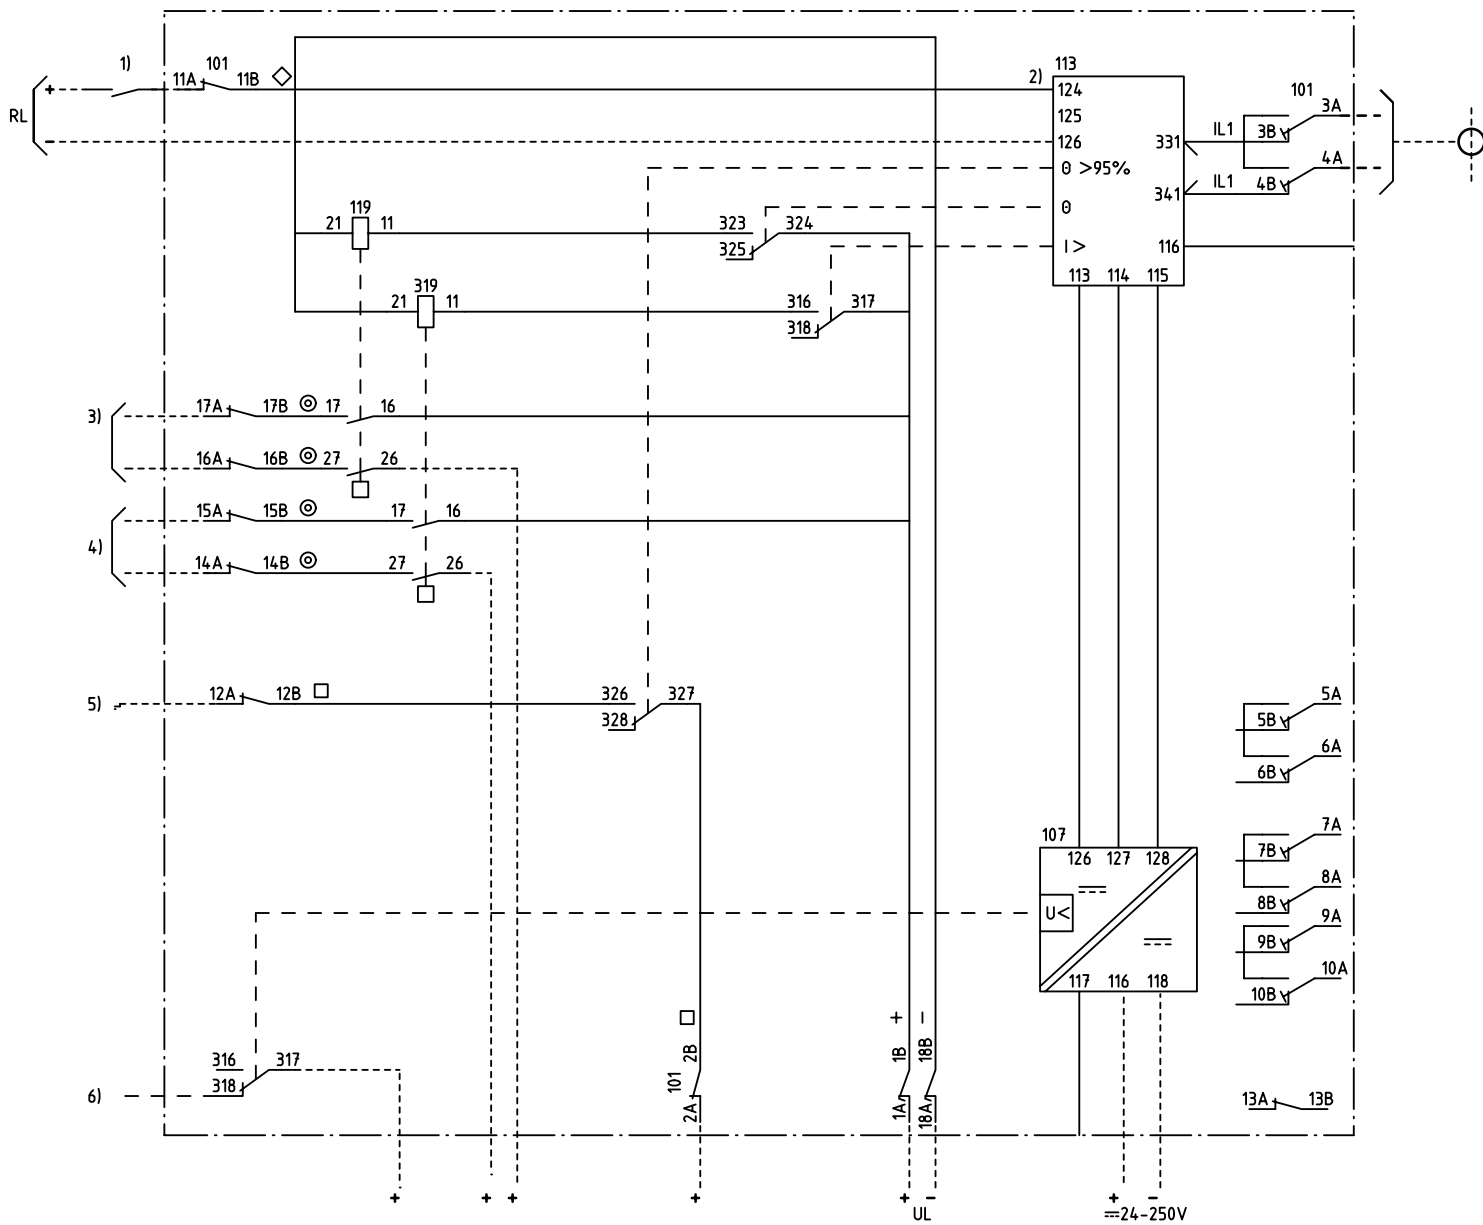 1) 101 113
11A 11B 2) 124 101
RL + 125 3A
- 126 331 IL1 3B
0 >95% 4A
341 IL1 4B
119 0
21 11 323 324
325 I > 116
319 113 114 115
21 11 316 317
318
3) 17A 17B 17 16
16A 16B 27 26
15A 15B 17 16
4)
14A 14B 27 26
5) 12A 12B 326 327 5A
328 5B
6A
6B
107 7A
126 127 128 7B
8A
U< 8B
9A
9B
117 116 118 10A
10B
+ -
316 317 2B 1B 18B
318 101
6) 2A 1A 18A 13A 13B
+ + + + + - + -
UL 24-250V